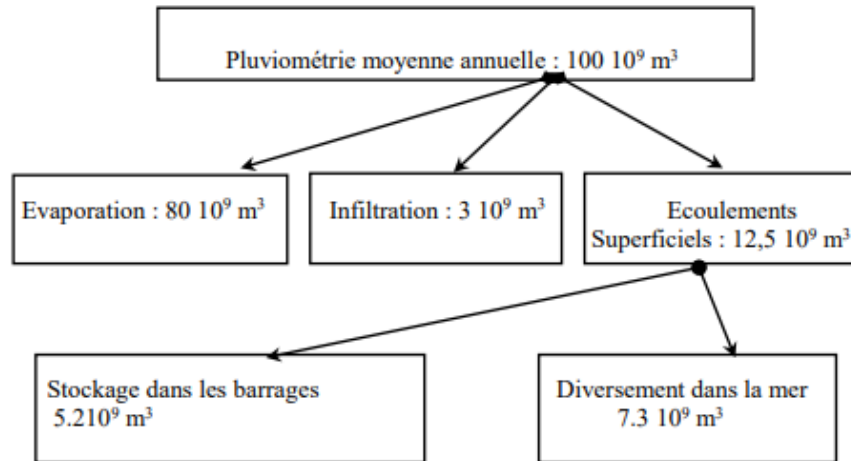 Pluviométrie moyenne annuelle : 100 10⁹ m³
Evaporation : 80 10⁹ m³
Infiltration : 3 10⁹ m³
Ecoulements
Superficiels : 12,5 10⁹ m³
Stockage dans les barrages
5.210⁹ m³
Diversement dans la mer
7.3 10⁹ m³